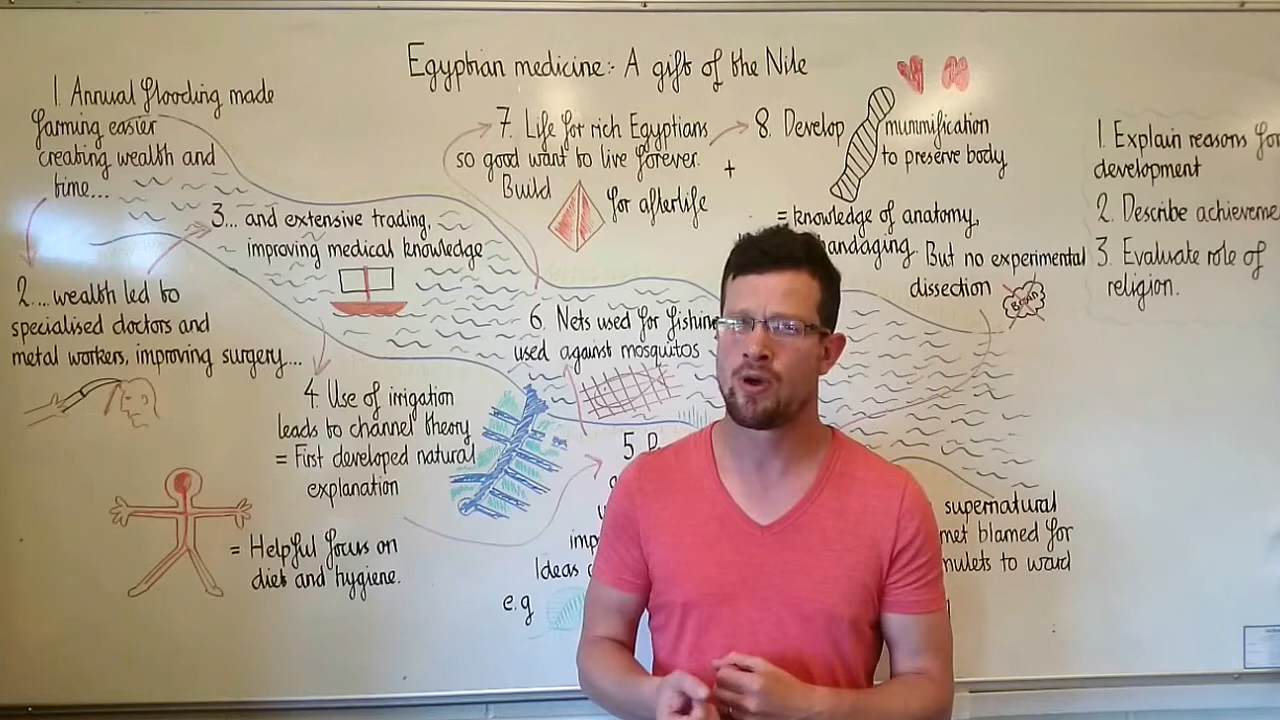 Egyptian medicine:- A gift of the Nile
1. Annual flooding made
farming easier
creating wealth and
time...
2....wealth led to
specialised doctors and
metal workers, improving surgery....
3... and extensive trading,
improving medical knowledge
4. Use of irrigation
leads to channel theory
= First developed natural
explanation
= Helpful focus on
diet and hygiene.
5
imp
Ideas
e.g
6. Nets used for fishing
used against mosquitos
7. Life for rich Egyptians
so good want to live forever.
Build
for afterlife
+
8. Develop mummification
to preserve body
= knowledge of anatomy,
bandaging. But no experimental
dissection
Brain
supernatural
met blamed for
mulets to ward
1. Explain reasons for
development
2. Describe achieveme
3. Evaluate role of
religion.